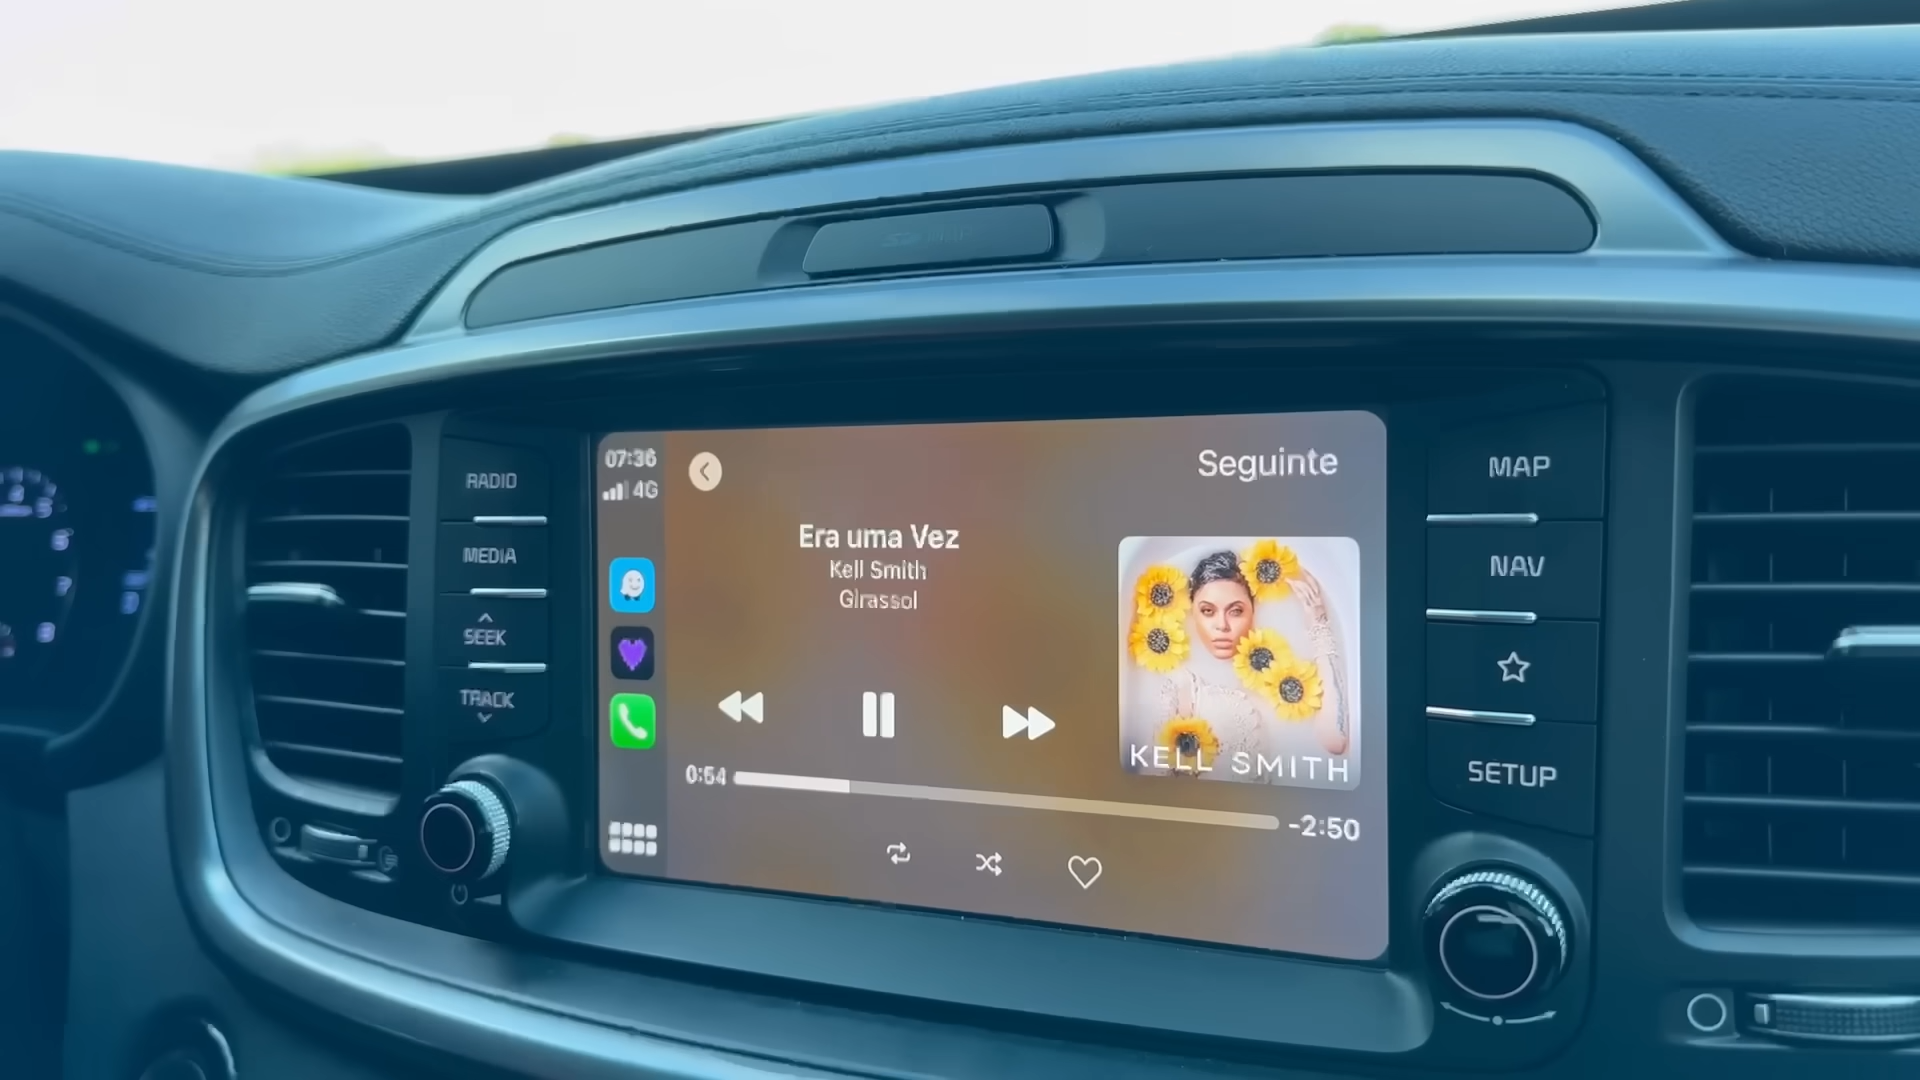 RADIO
MEDIA
SEEK
TRACK
07:36
4G
Seguinte
Era uma Vez
Kell Smith
Girassol
KELL SMITH
0:54
-2:50
MAP
NAV
SETUP